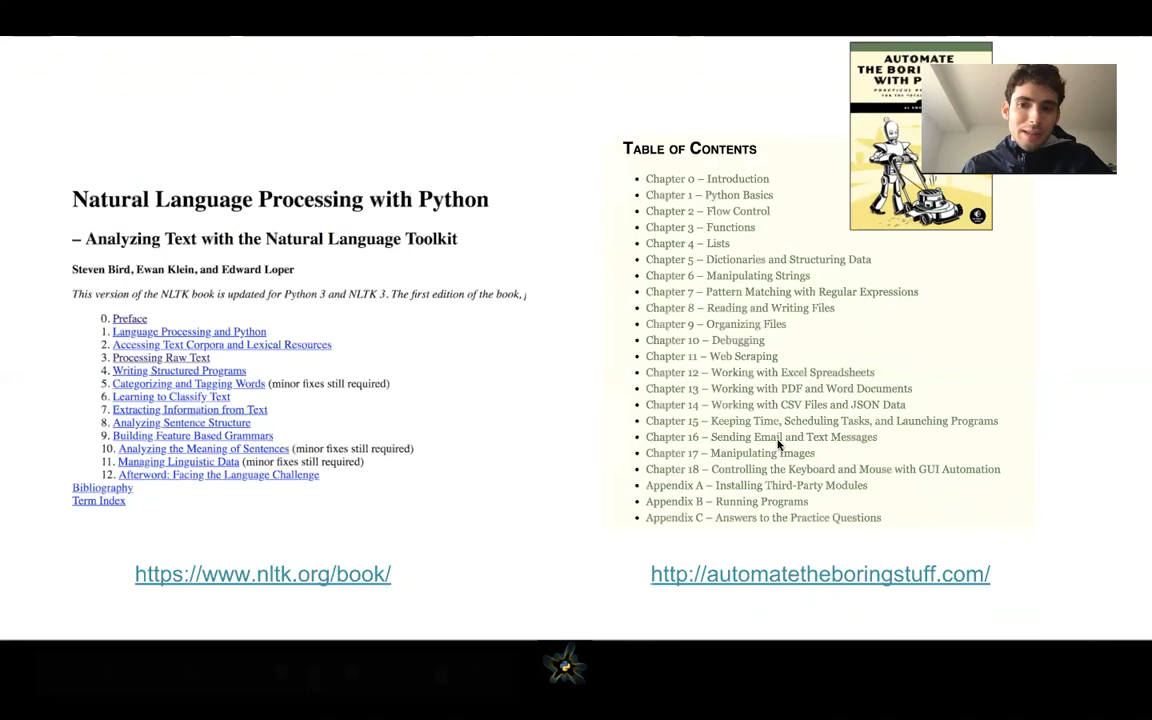 Natural Language Processing with Python
– Analyzing Text with the Natural Language Toolkit
Steven Bird, Ewan Klein, and Edward Loper
This version of the NLTK book is updated for Python 3 and NLTK 3. The first edition of the book,
0. Preface
1. Language Processing and Python
2. Accessing Text Corpora and Lexical Resources
3. Processing Raw Text
4. Writing Structured Programs
5. Categorizing and Tagging Words (minor fixes still required)
6. Learning to Classify Text
7. Extracting Information from Text
8. Analyzing Sentence Structure
9. Building Feature Based Grammars
10. Analyzing the Meaning of Sentences (minor fixes still required)
11. Managing Linguistic Data (minor fixes still required)
12. Afterword: Facing the Language Challenge
Bibliography
Term Index
https://www.nltk.org/book/
AUTOMATE
THE
WITH
TABLE OF CONTENTS
• Chapter 0 – Introduction
• Chapter 1 – Python Basics
• Chapter 2 – Flow Control
• Chapter 3 – Functions
• Chapter 4 – Lists
• Chapter 5 – Dictionaries and Structuring Data
• Chapter 6 – Manipulating Strings
• Chapter 7 – Pattern Matching with Regular Expressions
• Chapter 8 – Reading and Writing Files
• Chapter 9 – Organizing Files
• Chapter 10 – Debugging
• Chapter 11 – Web Scraping
• Chapter 12 – Working with Excel Spreadsheets
• Chapter 13 – Working with PDF and Word Documents
• Chapter 14 – Working with CSV Files and JSON Data
• Chapter 15 – Keeping Time, Scheduling Tasks, and Launching Programs
• Chapter 16 – Sending Email and Text Messages
• Chapter 17 – Manipulating Images
• Chapter 18 – Controlling the Keyboard and Mouse with GUI Automation
• Appendix A – Installing Third-Party Modules
• Appendix B – Running Programs
• Appendix C – Answers to the Practice Questions
http://automatetheboringstuff.com/